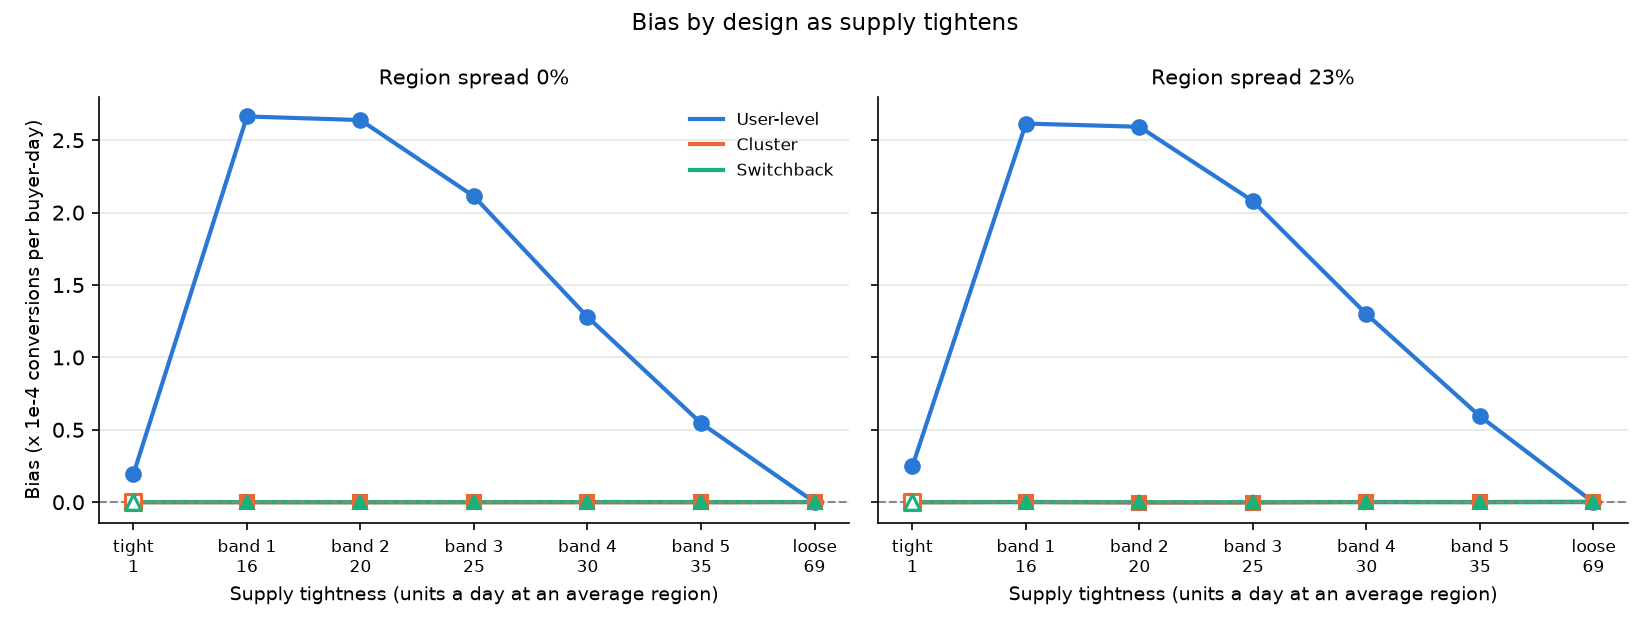 Bias by design as supply tightens
Region spread 0%
Region spread 23%
Bias (x 1e-4 conversions per buyer-day)
2.5
2.0
1.5
1.0
0.5
0.0
User-level
Cluster
Switchback
tight band 1 band 2 band 3 band 4 band 5 loose
1 16 20 25 30 35 69
Supply tightness (units a day at an average region)
tight band 1 band 2 band 3 band 4 band 5 loose
1 16 20 25 30 35 69
Supply tightness (units a day at an average region)